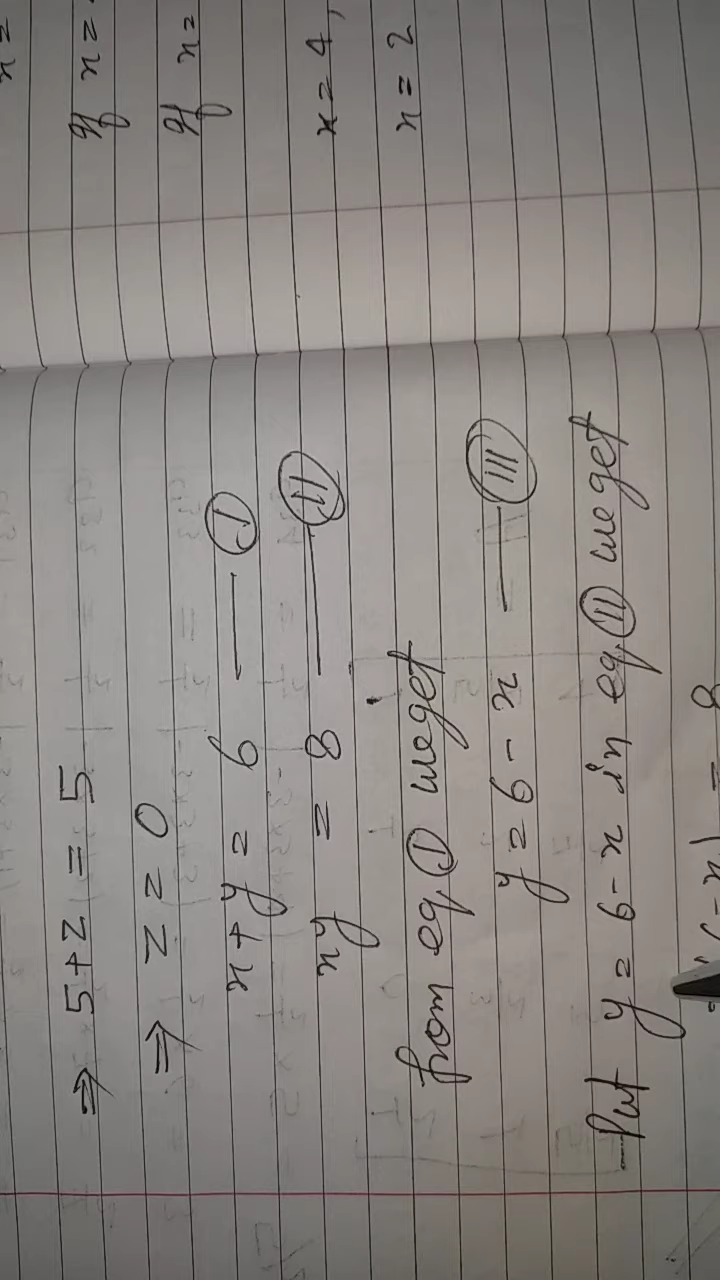 ⇒ 5+z = 5
⇒ z = 0
x+y = 6 — (I)
xy = 8 — (II)
from eq. (I) we get
y = 6 - x — (III)
Put y = 6 - x in eq. (II) we get
- x) = 8
x =
If x =
If x =
x = 4,
x = 2